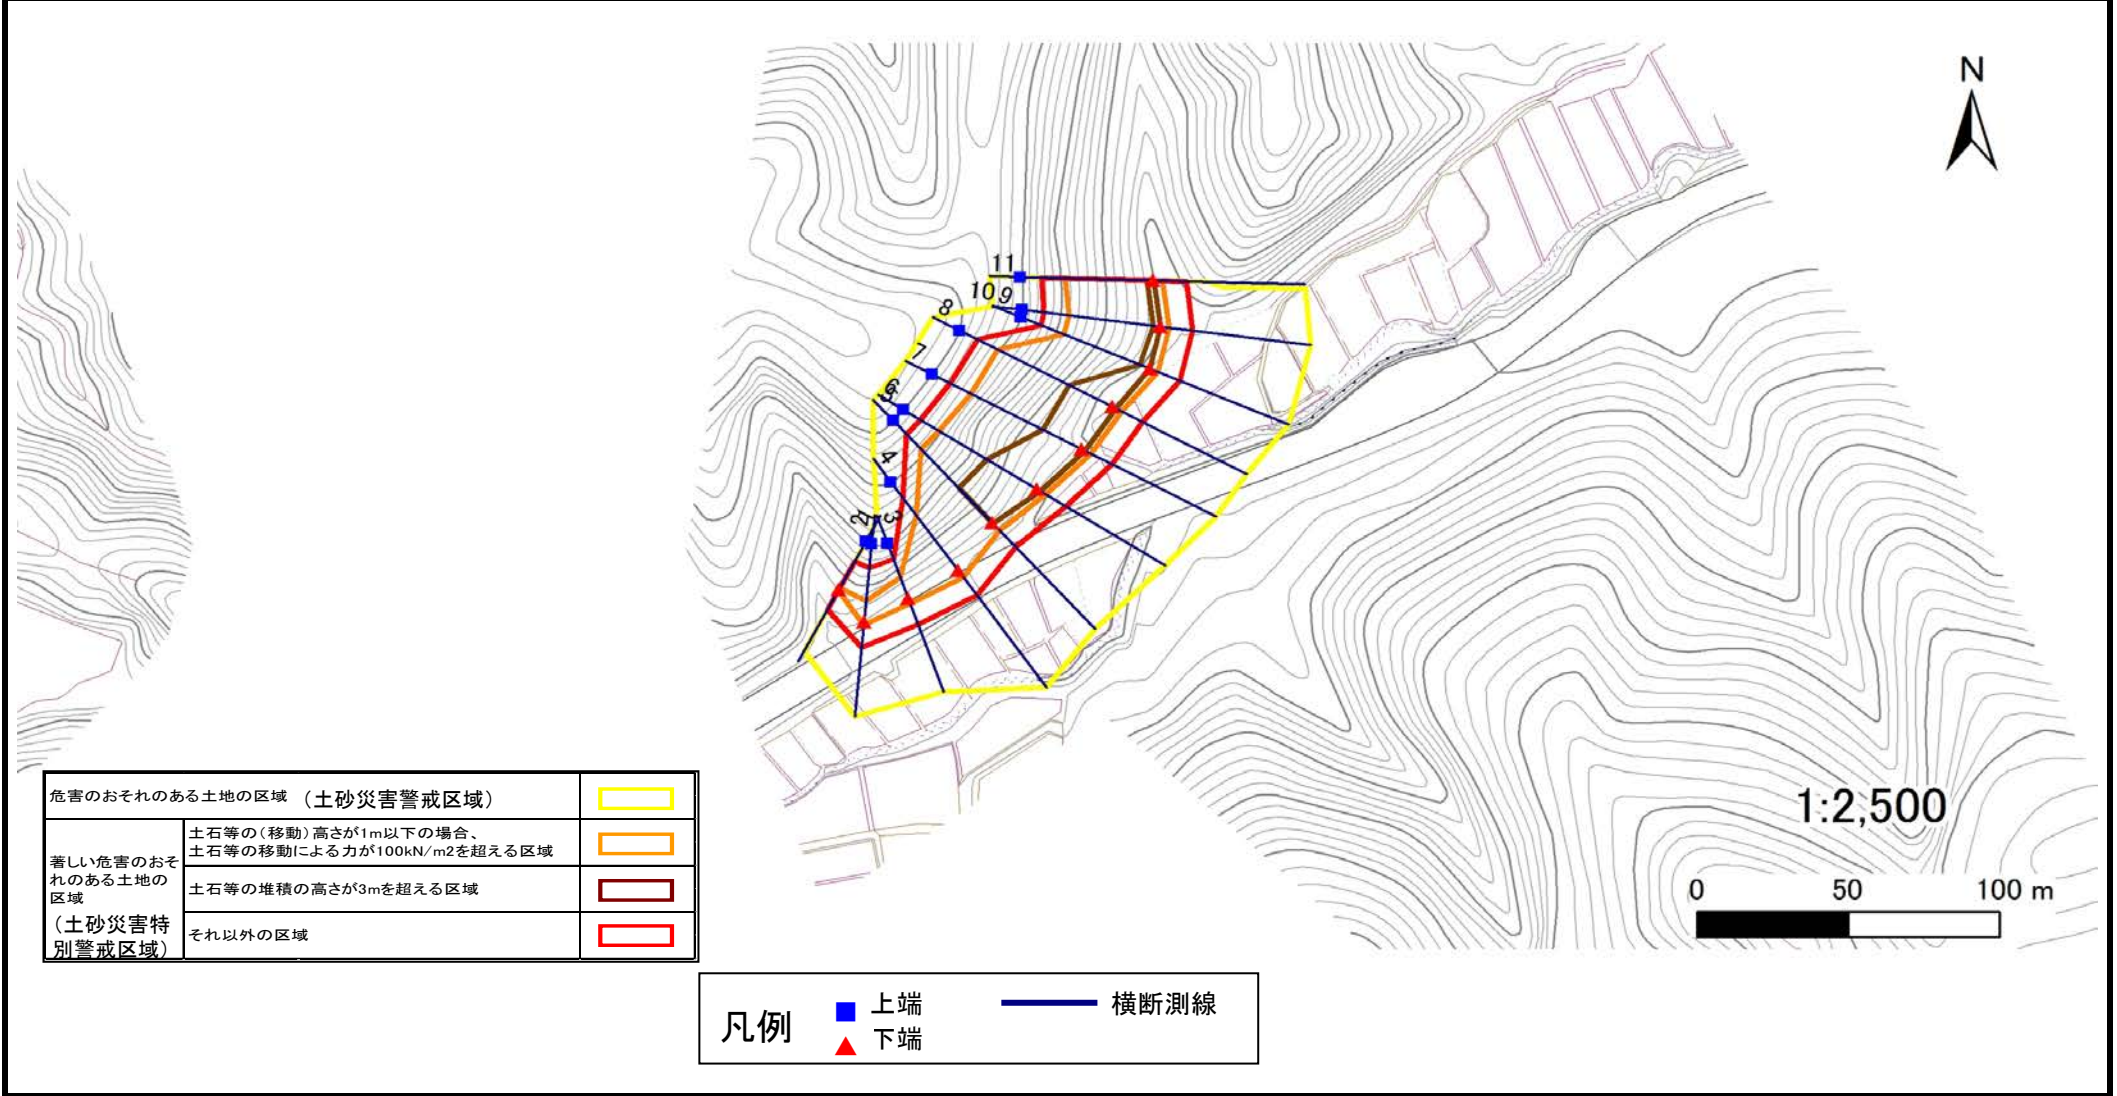 N
11
10 9
8
7
6
5
4
2
3
1:2,500
0 50 100 m
危害のおそれのある土地の区域 （土砂災害警戒区域）
著しい危害のおそ
れのある土地の
区域
（土砂災害特
別警戒区域）
土石等の（移動）高さが1m以下の場合、
土石等の移動による力が100kN/m2を超える区域
土石等の堆積の高さが3mを超える区域
それ以外の区域
凡例
上端
下端
横断測線